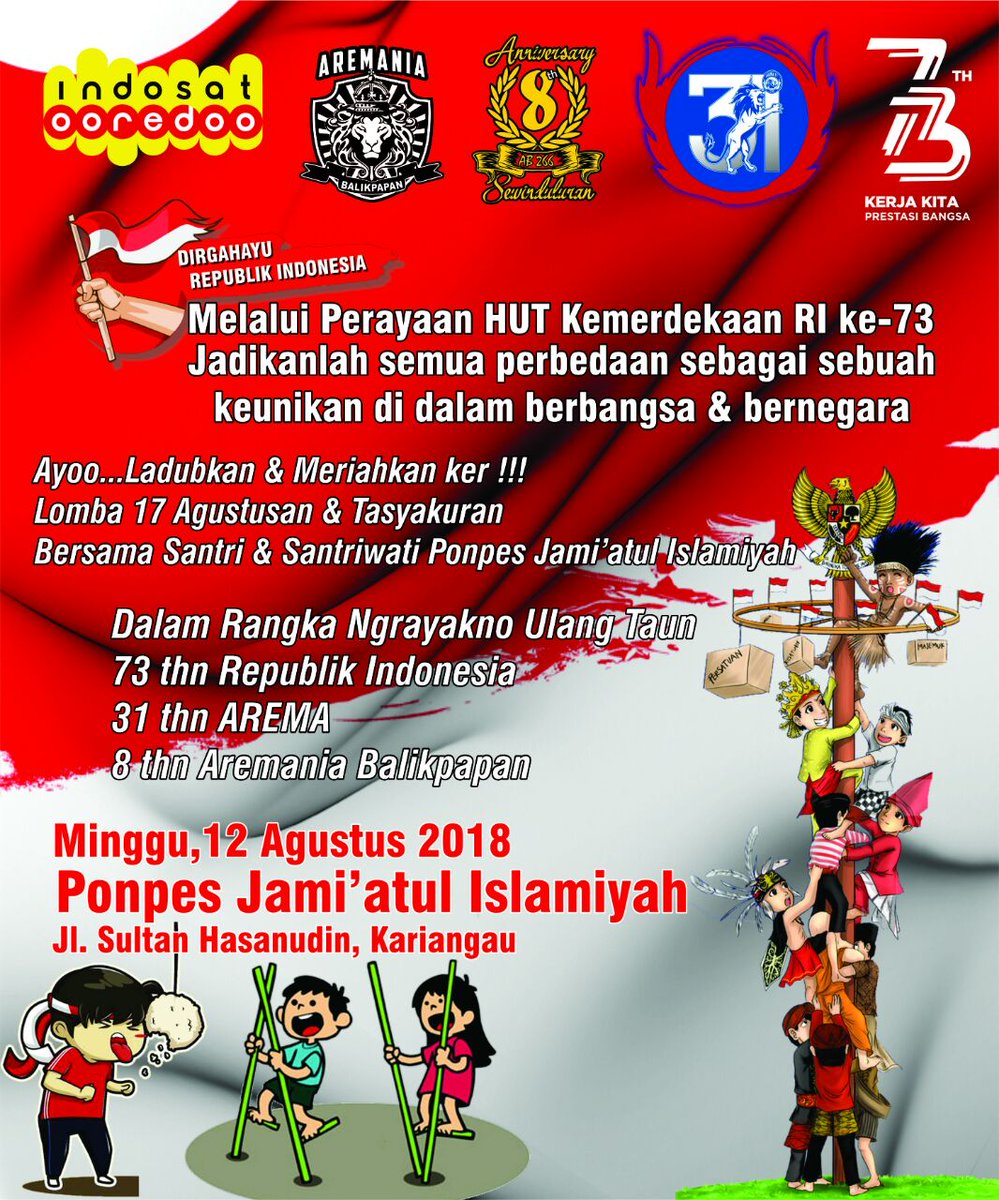 indosat
ooredoo
AREMANIA
BALIKPAPAN
Anniversary
8th
AB 266
Sewinduluran
31
73TH
KERJA KITA
PRESTASI BANGSA
DIRGAHAYU
REPUBLIK INDONESIA
Melalui Perayaan HUT Kemerdekaan RI ke-73
Jadikanlah semua perbedaan sebagai sebuah
keunikan di dalam berbangsa & bernegara
Ayoo...Ladubkan & Meriahkan ker !!!
Lomba 17 Agustusan & Tasyakuran
Bersama Santri & Santriwati Ponpes Jami'atul Islamiyah
Dalam Rangka Ngrayakno Ulang Taun
73 thn Republik Indonesia
31 thn AREMA
8 thn Aremania Balikpapan
PERSATUAN
MAJEMUK
Minggu,12 Agustus 2018
Ponpes Jami'atul Islamiyah
Jl. Sultan Hasanudin, Kariangau